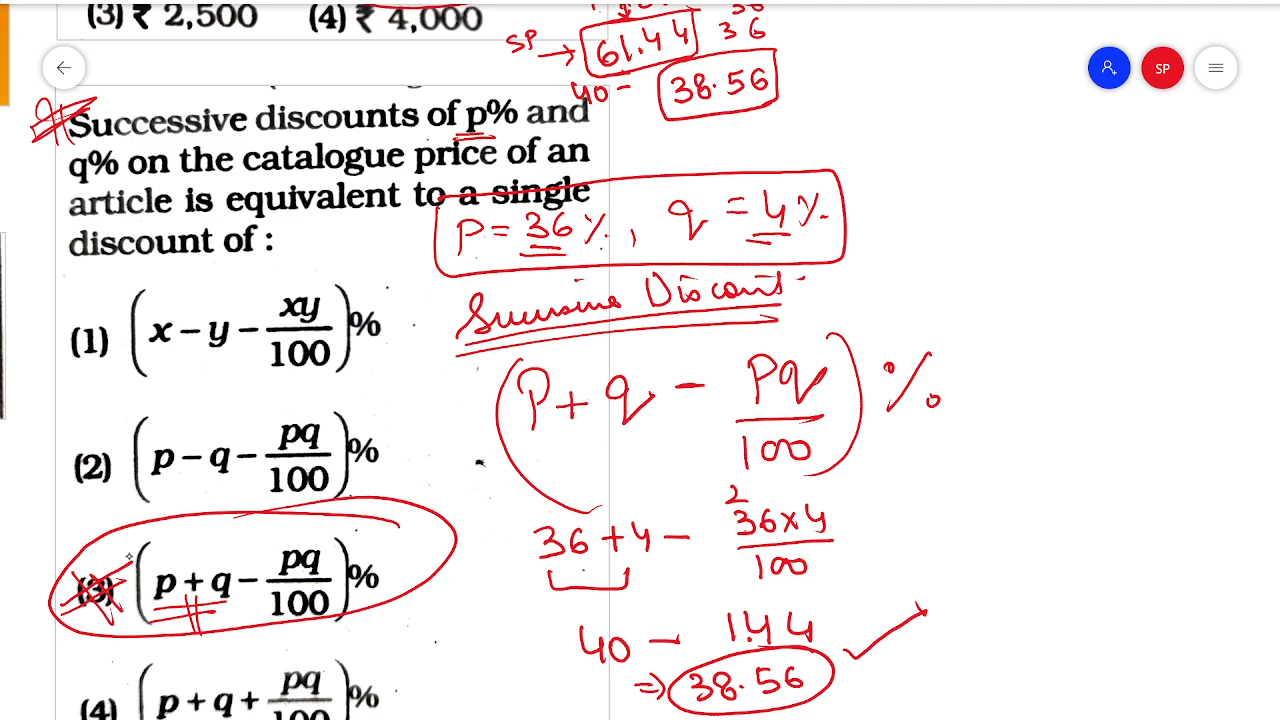 (3) ₹ 2,500 (4) ₹ 4,000
SP → 61.44 36
40 - 38.56
SP
Successive discounts of p% and
q% on the catalogue price of an
article is equivalent to a single
discount of :
P = 36 %, q = 4 %.
(1) (x − y − xy/100)%
(2) (p − q − pq/100)%
(3) (p + q − pq/100)%
(4) (p + q + pq/100)%
Discount
(P + q - Pq/100) %
36 + 4 - 36 x 4/100
2
40 - 1.44
⇒ 38.56